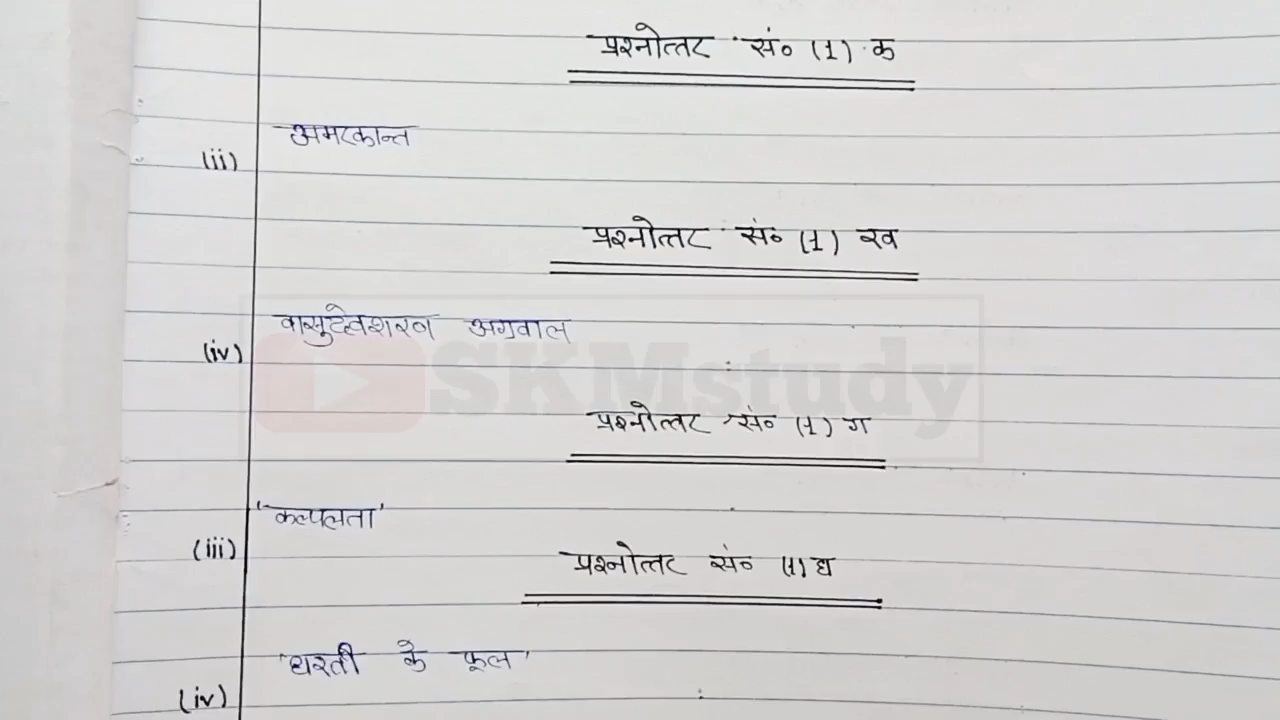 प्रश्नोत्तर सं० (1) क
अमरकान्त
(ii)
प्रश्नोत्तर सं० (1) ख
वासुदेवशरण अग्रवाल
(iv)
SKMstudy
प्रश्नोत्तर सं० (1) ग
'कल्पलता'
(iii)
प्रश्नोत्तर सं० (1) घ
'धरती के फूल'
(iv)